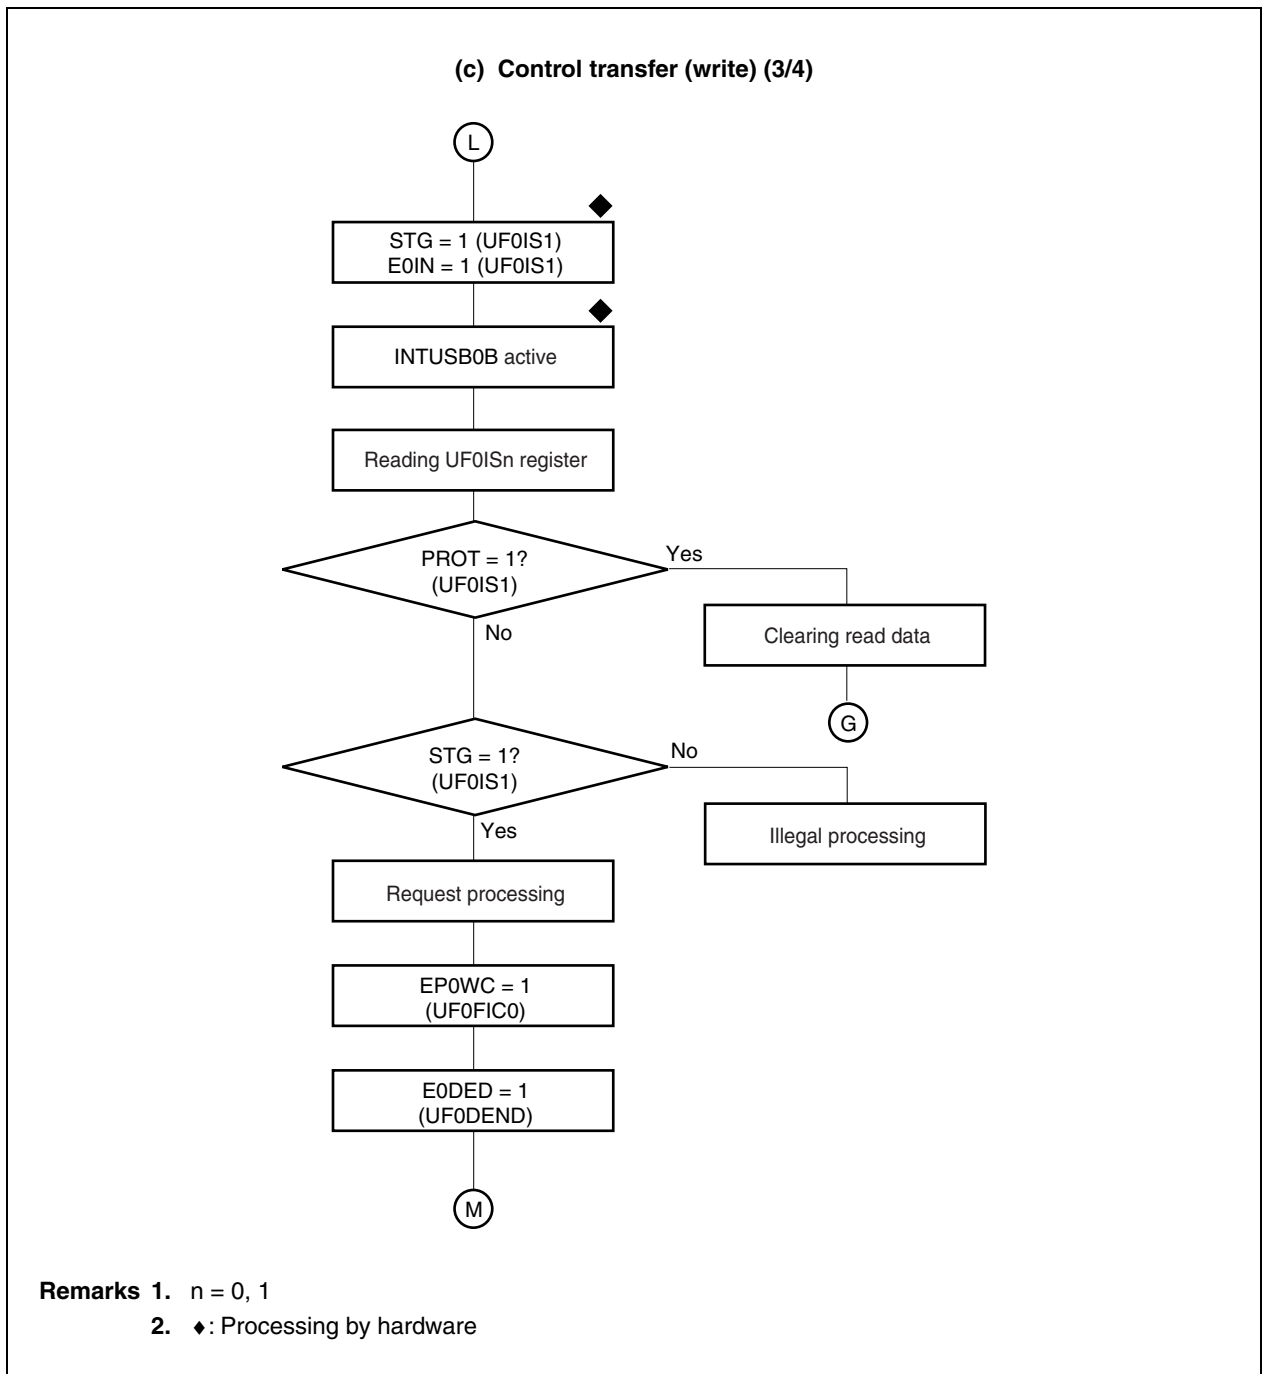 (c) Control transfer (write) (3/4)
L
◆
STG = 1 (UF0IS1)
E0IN = 1 (UF0IS1)
◆
INTUSB0B active
Reading UF0ISn register
PROT = 1?
(UF0IS1)
Yes
No
Clearing read data
G
STG = 1?
(UF0IS1)
No
Yes
Illegal processing
Request processing
EP0WC = 1
(UF0FIC0)
E0DED = 1
(UF0DEND)
M
Remarks 1. n = 0, 1
2. ◆: Processing by hardware